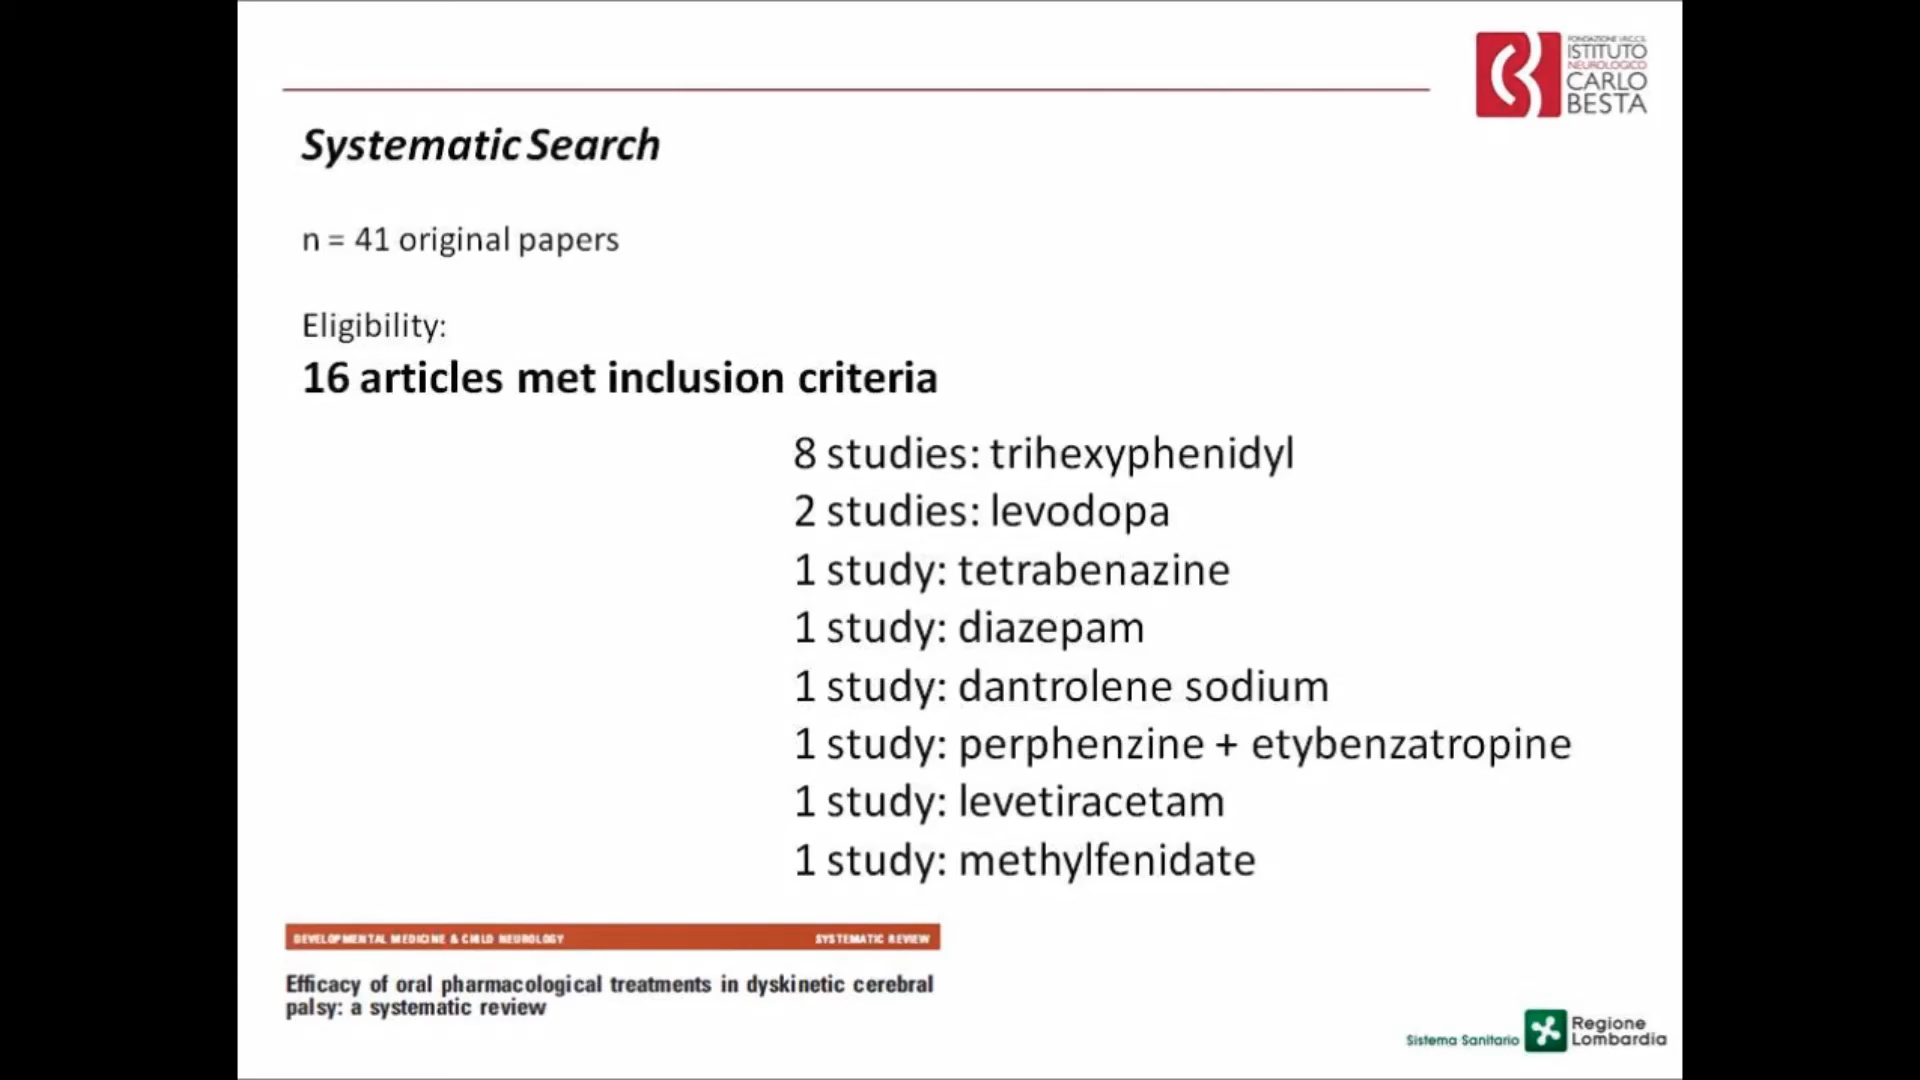 FONDAZIONE I.R.C.C.S.
ISTITUTO
NEUROLOGICO
CARLO
BESTA
Systematic Search
n = 41 original papers
Eligibility:
16 articles met inclusion criteria
8 studies: trihexyphenidyl
2 studies: levodopa
1 study: tetrabenazine
1 study: diazepam
1 study: dantrolene sodium
1 study: perphenzine + etybenzatropine
1 study: levetiracetam
1 study: methylfenidate
DEVELOPMENTAL MEDICINE & CHILD NEUROLOGY SYSTEMATIC REVIEW
Efficacy of oral pharmacological treatments in dyskinetic cerebral
palsy: a systematic review
Sistema Sanitario
Regione
Lombardia